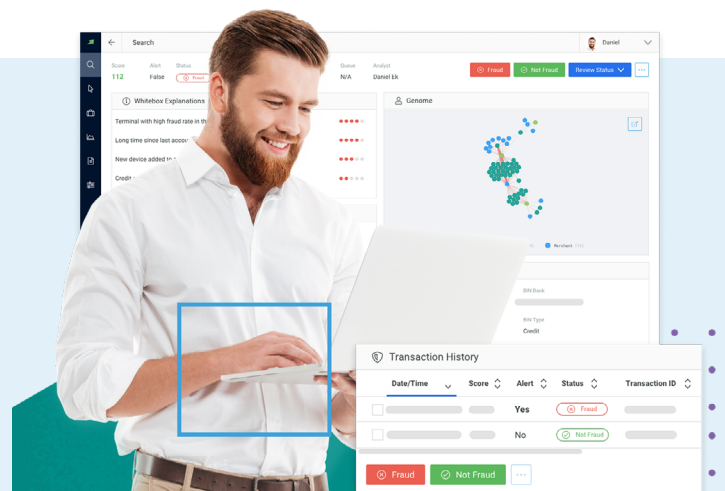 Search
Daniel
Score Alert Status Queue Analyst
112 False Fraud N/A Daniel Ek
Fraud Not Fraud Review Status
Whitebox Explanations
Genome
Terminal with high fraud rate in th
Long time since last accou
New device added to
Credit
Merchant
BIN Bank
BIN Type
Credit
Transaction History
Date/Time Score Alert Status Transaction ID
Yes Fraud
No Not Fraud
Fraud Not Fraud